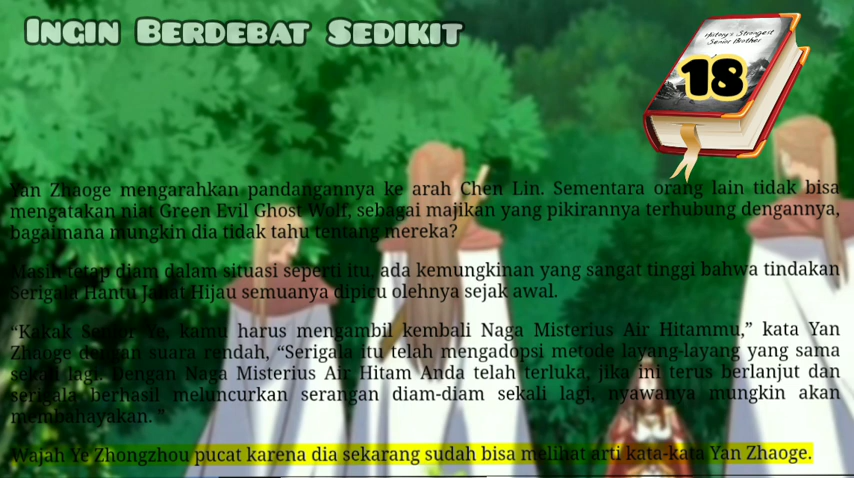 Ingin Berdebat Sedikit
History's Strongest
Senior Brother
18
Yan Zhaoge mengarahkan pandangannya ke arah Chen Lin. Sementara orang lain tidak bisa
mengatakan niat Green Evil Ghost Wolf, sebagai majikan yang pikirannya terhubung dengannya,
bagaimana mungkin dia tidak tahu tentang mereka?
Masih tetap diam dalam situasi seperti itu, ada kemungkinan yang sangat tinggi bahwa tindakan
Serigala Hantu Jahat Hijau semuanya dipicu olehnya sejak awal.
“Kakak Senior Ye, kamu harus mengambil kembali Naga Misterius Air Hitammu,” kata Yan
Zhaoge dengan suara rendah, “Serigala itu telah mengadopsi metode layang-layang yang sama
sekali lagi. Dengan Naga Misterius Air Hitam Anda telah terluka, jika ini terus berlanjut dan
serigala berhasil meluncurkan serangan diam-diam sekali lagi, nyawanya mungkin akan
membahayakan. ”
Wajah Ye Zhongzhou pucat karena dia sekarang sudah bisa melihat arti kata-kata Yan Zhaoge.